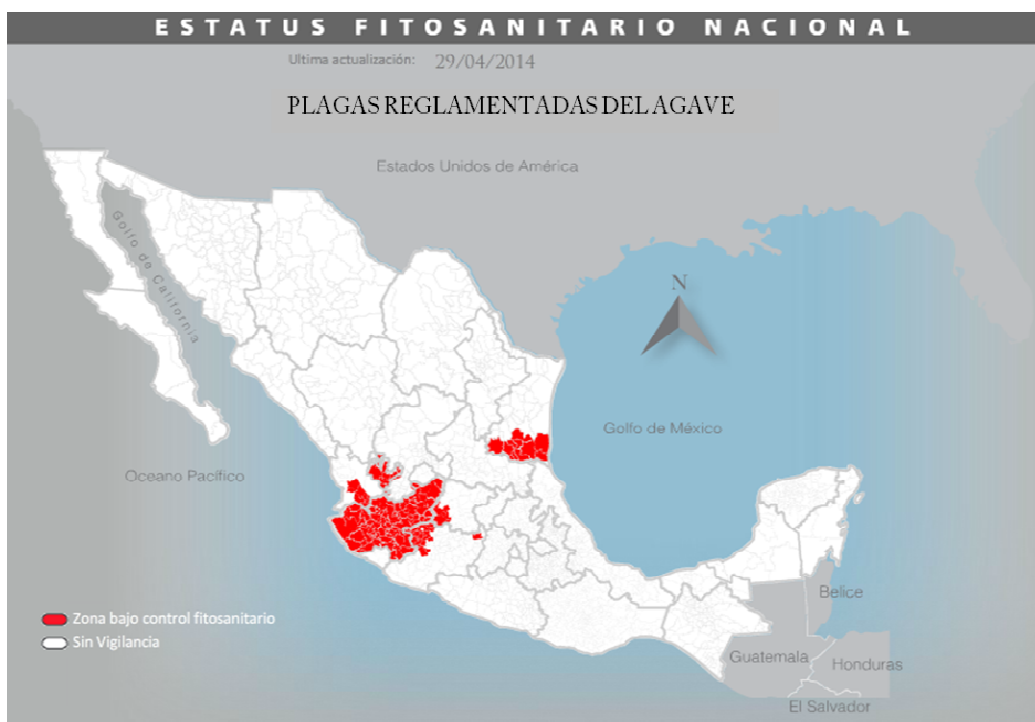 ESTATUS FITOSANITARIO NACIONAL
Ultima actualización: 29/04/2014
PLAGAS REGLAMENTADAS DEL AGAVE
Estados Unidos de América
Golfo de California
N
Golfo de México
Oceano Pacífico
Belice
Zona bajo control fitosanitario
Sin Vigilancia
Guatemala
Honduras
El Salvador